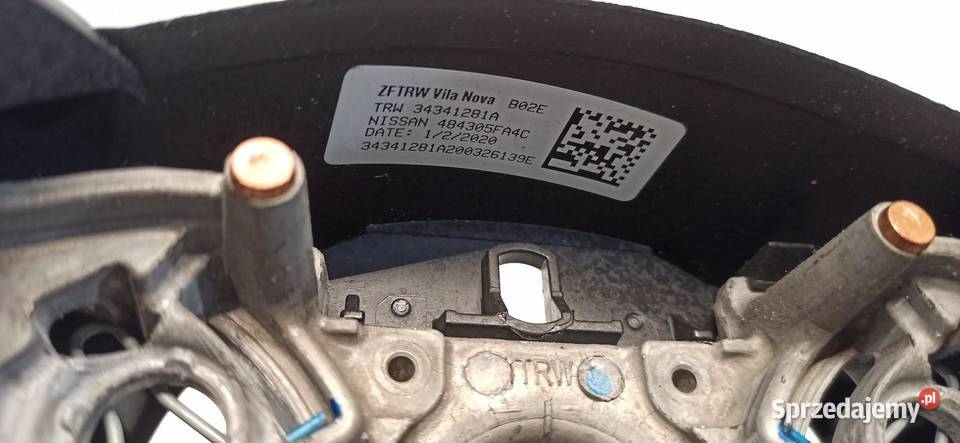 ZFTRW Vila Nova B02E
TRW 34341281A
NISSAN 484305FA4C
DATE: 1/2/2020
34341281A200326139E
TRW
Sprzedajemy.pl